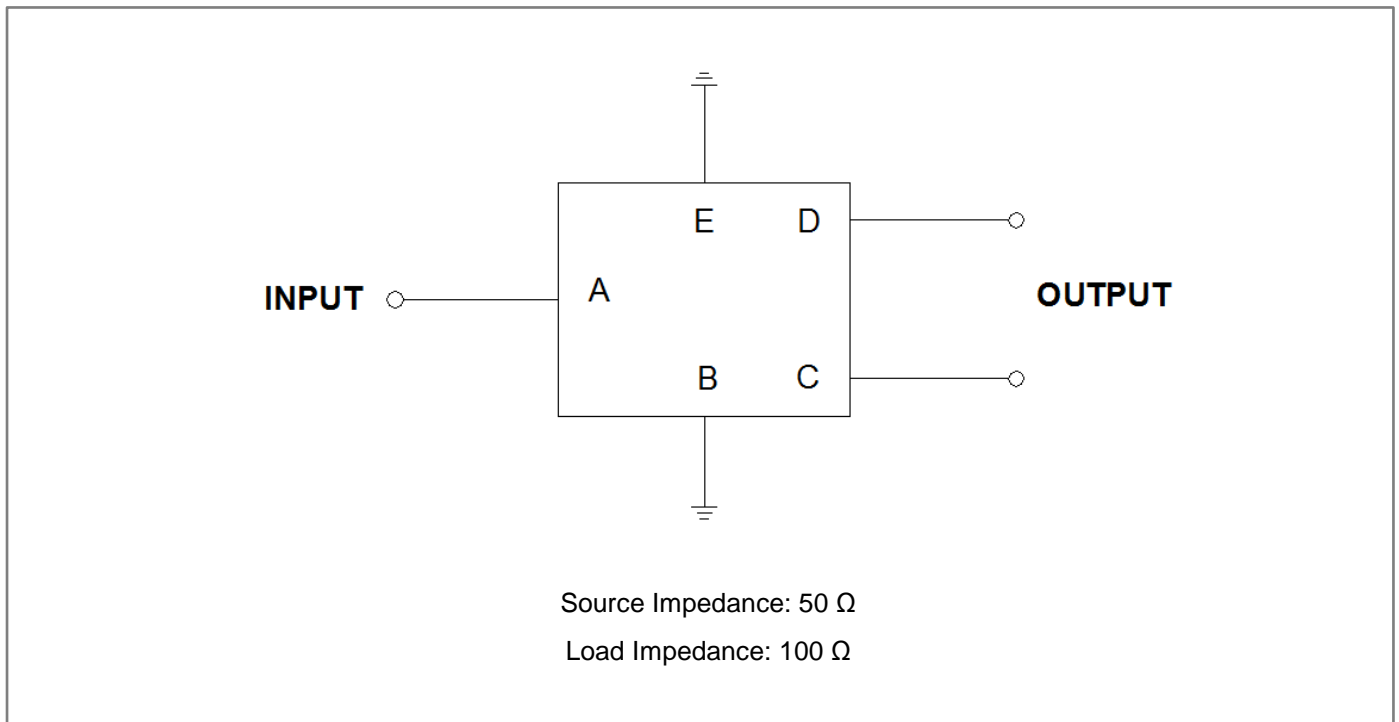 E D
INPUT A OUTPUT
B C
Source Impedance: 50 Ω
Load Impedance: 100 Ω